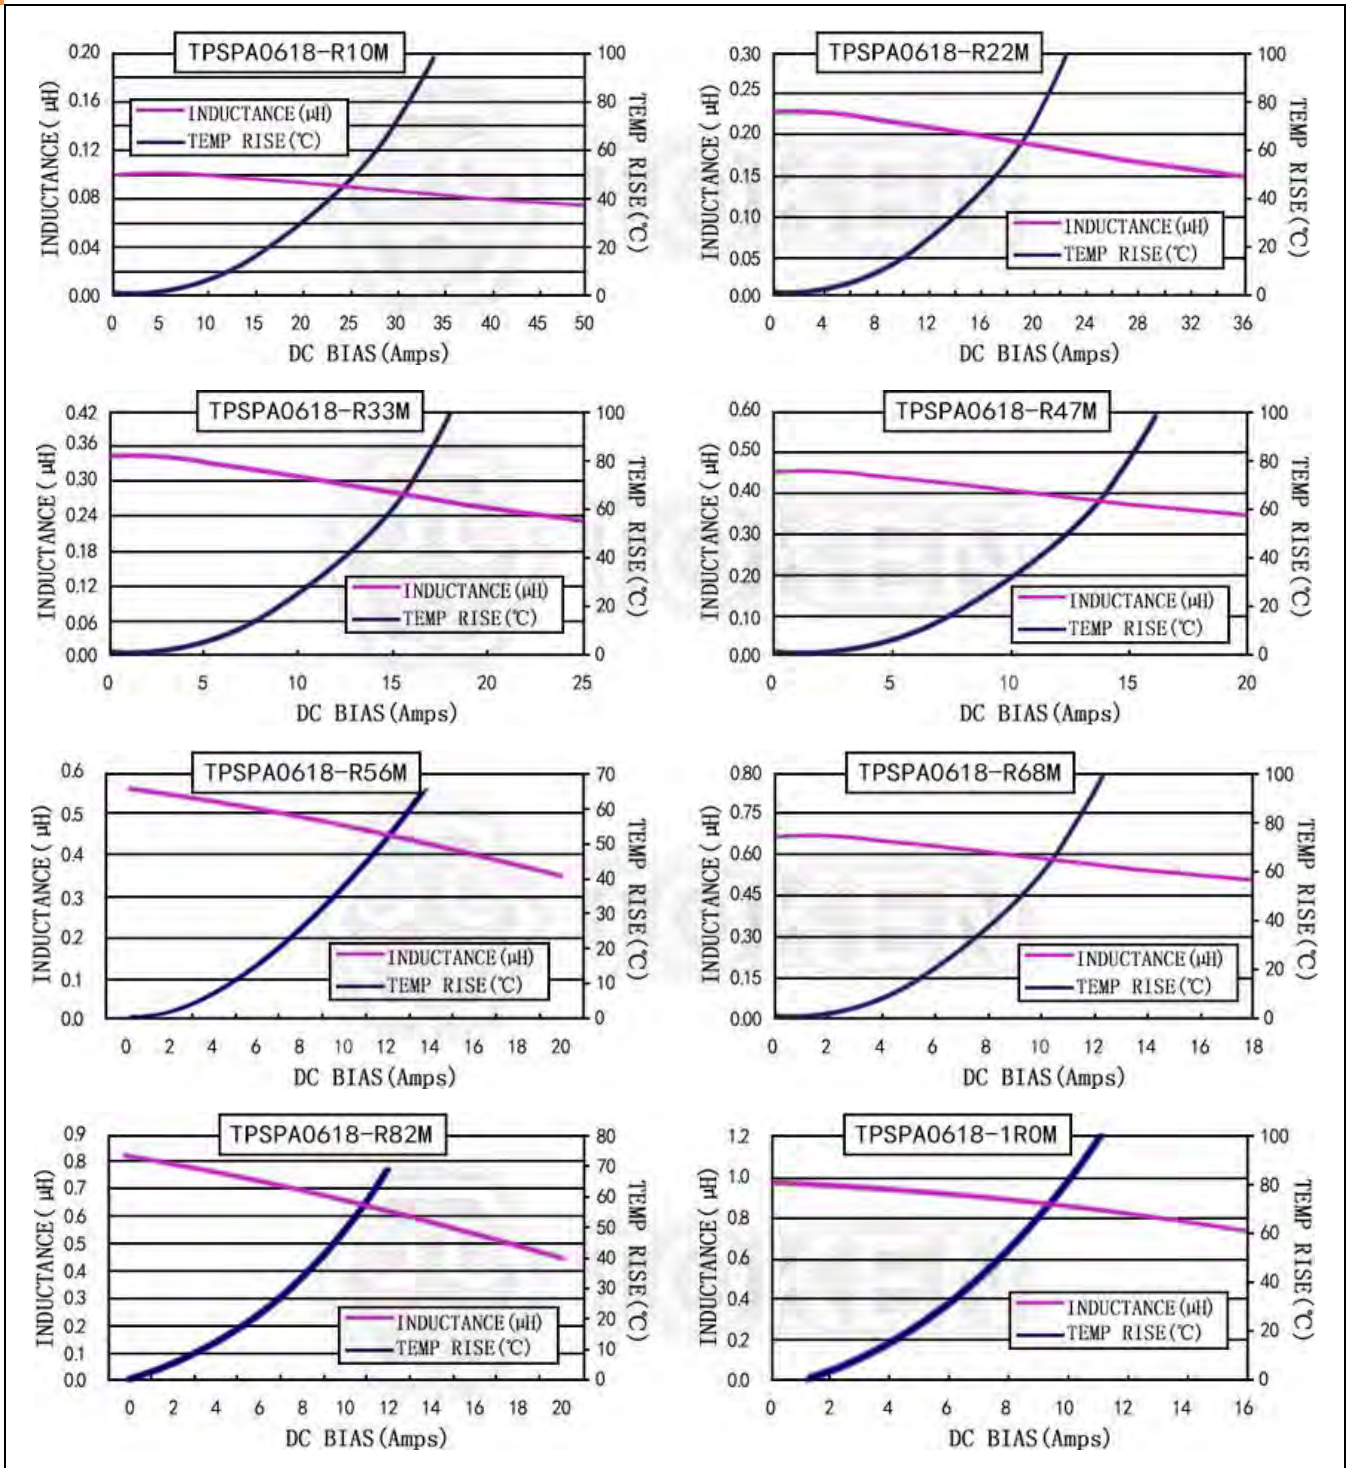 TPSPA0618-R10M
INDUCTANCE( μH)
0.20
0.16
0.12
0.08
0.04
0.00
INDUCTANCE(μH)
TEMP RISE(℃)
100
80
60
40
20
0
TEMP RISE(℃)
0 5 10 15 20 25 30 35 40 45 50
DC BIAS(Amps)
TPSPA0618-R22M
INDUCTANCE( μH)
0.30
0.25
0.20
0.15
0.10
0.05
0.00
INDUCTANCE(μH)
TEMP RISE(℃)
100
80
60
40
20
0
TEMP RISE(℃)
0 4 8 12 16 20 24 28 32 36
DC BIAS(Amps)
TPSPA0618-R33M
INDUCTANCE( μH)
0.42
0.36
0.30
0.24
0.18
0.12
0.06
0.00
INDUCTANCE(μH)
TEMP RISE(℃)
100
80
60
40
20
0
TEMP RISE(℃)
0 5 10 15 20 25
DC BIAS(Amps)
TPSPA0618-R47M
INDUCTANCE( μH)
0.60
0.50
0.40
0.30
0.20
0.10
0.00
INDUCTANCE(μH)
TEMP RISE(℃)
100
80
60
40
20
0
TEMP RISE(℃)
0 5 10 15 20
DC BIAS(Amps)
TPSPA0618-R56M
INDUCTANCE( μH)
0.6
0.5
0.4
0.3
0.2
0.1
0.0
INDUCTANCE(μH)
TEMP RISE(℃)
70
60
50
40
30
20
10
0
TEMP RISE(℃)
0 2 4 6 8 10 12 14 16 18 20
DC BIAS(Amps)
TPSPA0618-R68M
INDUCTANCE( μH)
0.80
0.75
0.60
0.45
0.30
0.15
0.00
INDUCTANCE(μH)
TEMP RISE(℃)
100
80
60
40
20
0
TEMP RISE(℃)
0 2 4 6 8 10 12 14 16 18
DC BIAS(Amps)
TPSPA0618-R82M
INDUCTANCE( μH)
0.9
0.8
0.7
0.6
0.5
0.4
0.3
0.2
0.1
0.0
INDUCTANCE(μH)
TEMP RISE(℃)
80
70
60
50
40
30
20
10
0
TEMP RISE(℃)
0 2 4 6 8 10 12 14 16 18 20
DC BIAS(Amps)
TPSPA0618-1R0M
INDUCTANCE( μH)
1.2
1.0
0.8
0.6
0.4
0.2
0.0
INDUCTANCE(μH)
TEMP RISE(℃)
100
80
60
40
20
0
TEMP RISE(℃)
0 2 4 6 8 10 12 14 16
DC BIAS(Amps)